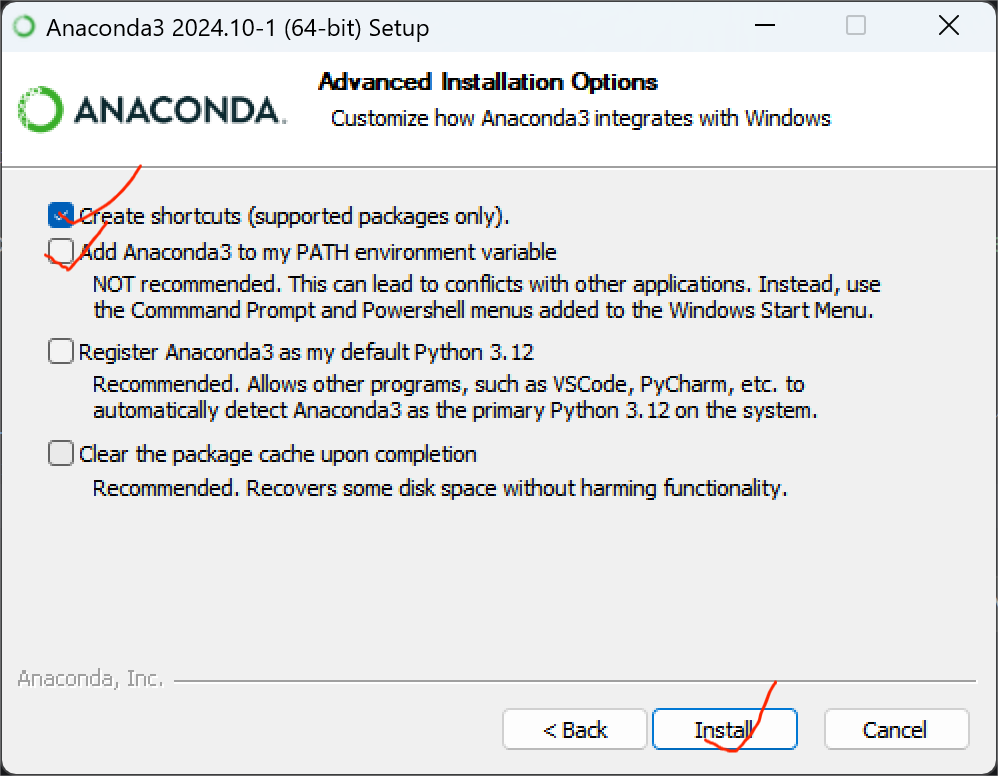 Anaconda3 2024.10-1 (64-bit) Setup
ANACONDA.
Advanced Installation Options
Customize how Anaconda3 integrates with Windows
Create shortcuts (supported packages only).
Add Anaconda3 to my PATH environment variable
NOT recommended. This can lead to conflicts with other applications. Instead, use
the Commmand Prompt and Powershell menus added to the Windows Start Menu.
Register Anaconda3 as my default Python 3.12
Recommended. Allows other programs, such as VSCode, PyCharm, etc. to
automatically detect Anaconda3 as the primary Python 3.12 on the system.
Clear the package cache upon completion
Recommended. Recovers some disk space without harming functionality.
Anaconda, Inc.
< Back Install Cancel